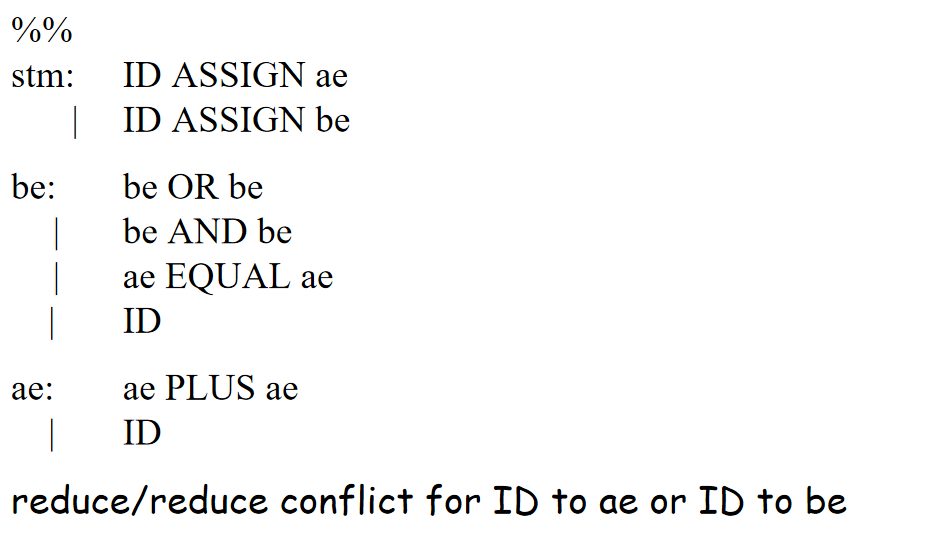 %%
stm: ID ASSIGN ae
| ID ASSIGN be
be: be OR be
| be AND be
| ae EQUAL ae
| ID
ae: ae PLUS ae
| ID
reduce/reduce conflict for ID to ae or ID to be